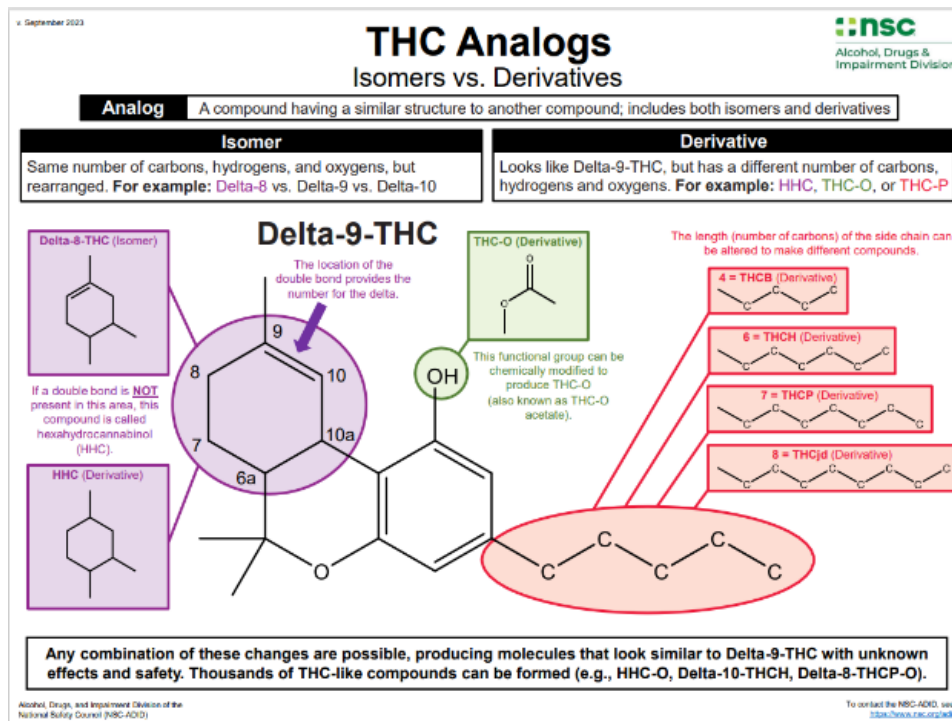 v. September 2023
THC Analogs
Isomers vs. Derivatives
nsc
Alcohol, Drugs &
Impairment Division
Analog
A compound having a similar structure to another compound; includes both isomers and derivatives
Isomer
Same number of carbons, hydrogens, and oxygens, but
rearranged. For example: Delta-8 vs. Delta-9 vs. Delta-10
Derivative
Looks like Delta-9-THC, but has a different number of carbons,
hydrogens and oxygens. For example: HHC, THC-O, or THC-P
Delta-8-THC (Isomer)
If a double bond is NOT
present in this area, this
compound is called
hexahydrocannabinol
(HHC).
HHC (Derivative)
Delta-9-THC
The location of the
double bond provides the
number for the delta.
9
8
10
7
10a
6a
O
OH
THC-O (Derivative)
O
O
This functional group can be
chemically modified to
produce THC-O
(also known as THC-O
acetate).
The length (number of carbons) of the side chain can
be altered to make different compounds.
4 = THCB (Derivative)
C C
C C
6 = THCH (Derivative)
C C C
C C C
7 = THCP (Derivative)
C C C
C C C C
8 = THCjd (Derivative)
C C C C
C C C C
C C
C C C
Any combination of these changes are possible, producing molecules that look similar to Delta-9-THC with unknown
effects and safety. Thousands of THC-like compounds can be formed (e.g., HHC-O, Delta-10-THCH, Delta-8-THCP-O).
Alcohol, Drugs, and Impairment Division of the
National Safety Council (NSC-ADID)
To contact the NSC-ADID,
https://www.nsc.org/